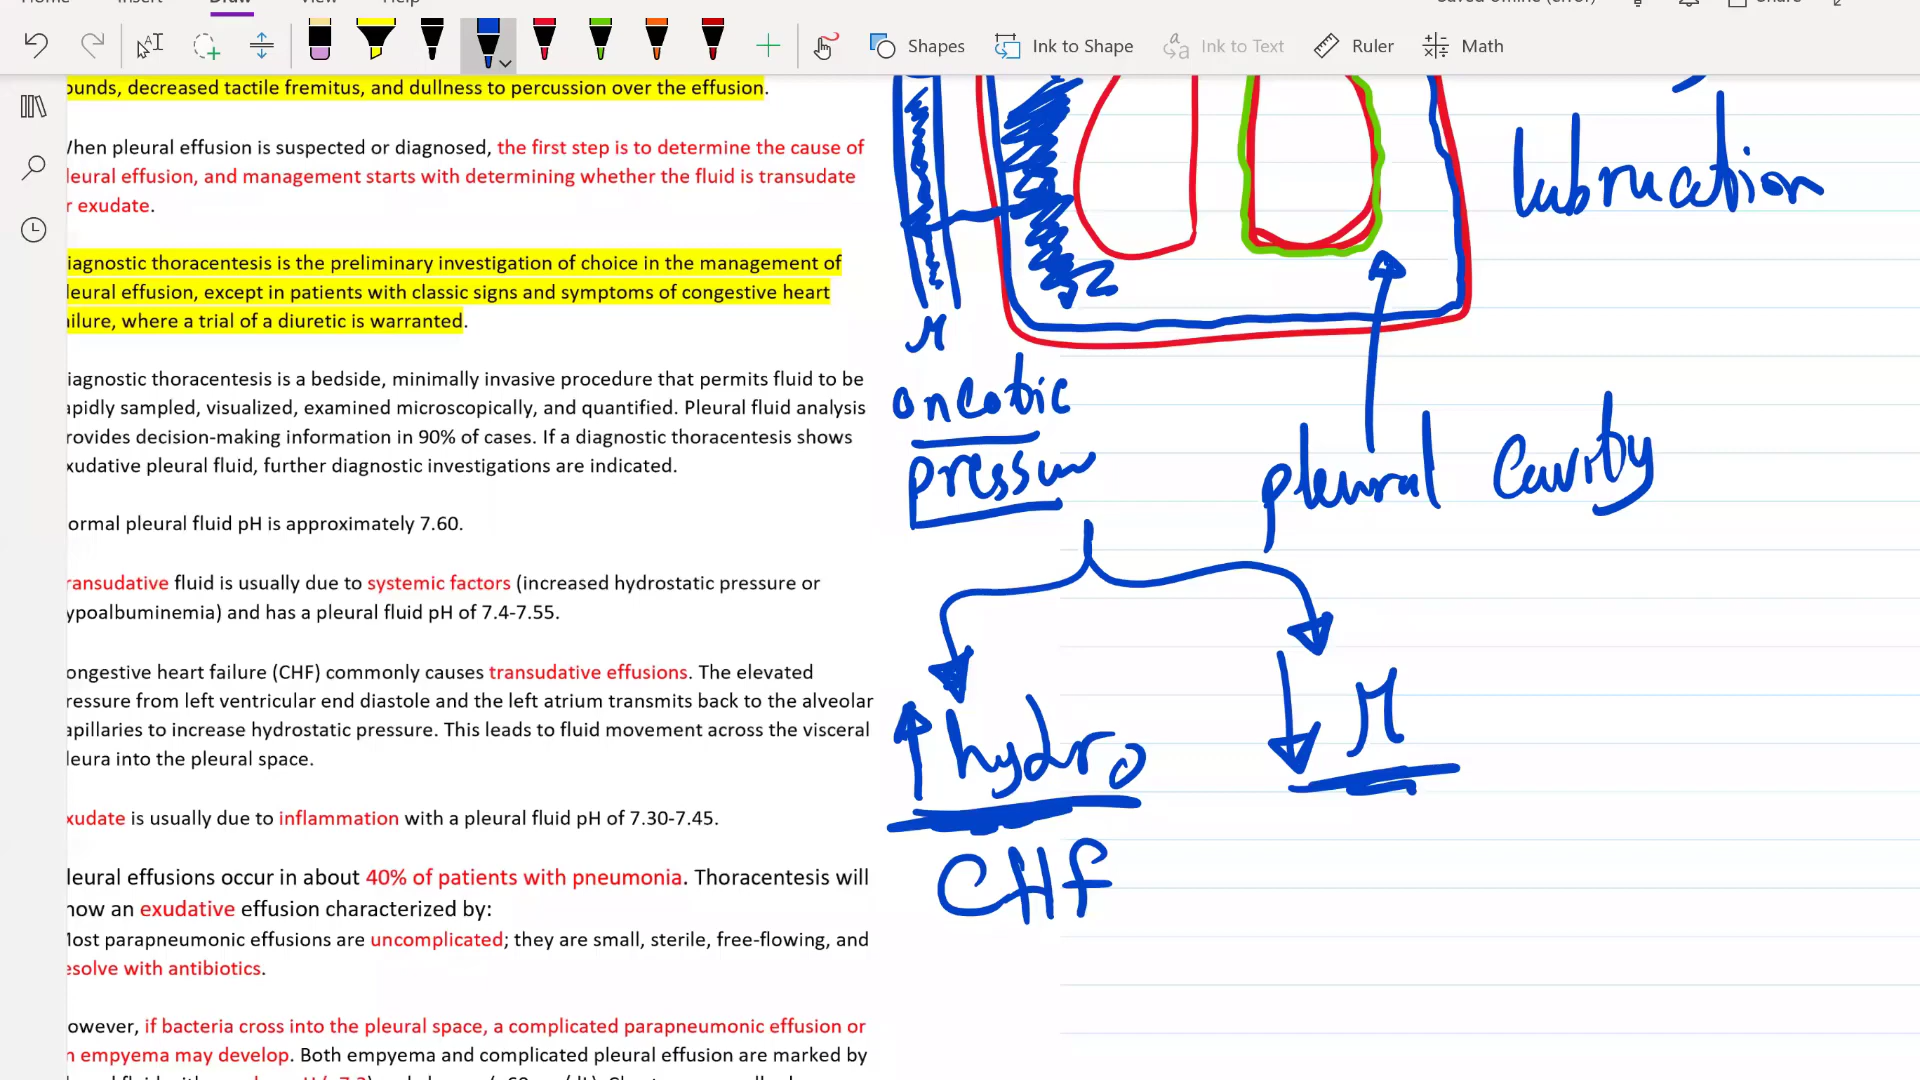 Home Insert Draw View Help
Saved online (error) Share
Shapes Ink to Shape Ink to Text Ruler Math
ounds, decreased tactile fremitus, and dullness to percussion over the effusion.
hen pleural effusion is suspected or diagnosed, the first step is to determine the cause of
leural effusion, and management starts with determining whether the fluid is transudate
r exudate.
iagnostic thoracentesis is the preliminary investigation of choice in the management of
leural effusion, except in patients with classic signs and symptoms of congestive heart
ailure, where a trial of a diuretic is warranted.
iagnostic thoracentesis is a bedside, minimally invasive procedure that permits fluid to be
apidly sampled, visualized, examined microscopically, and quantified. Pleural fluid analysis
rovides decision-making information in 90% of cases. If a diagnostic thoracentesis shows
xudative pleural fluid, further diagnostic investigations are indicated.
ormal pleural fluid pH is approximately 7.60.
ransudative fluid is usually due to systemic factors (increased hydrostatic pressure or
ypoalbuminemia) and has a pleural fluid pH of 7.4-7.55.
ongestive heart failure (CHF) commonly causes transudative effusions. The elevated
ressure from left ventricular end diastole and the left atrium transmits back to the alveolar
apillaries to increase hydrostatic pressure. This leads to fluid movement across the visceral
leura into the pleural space.
xudate is usually due to inflammation with a pleural fluid pH of 7.30-7.45.
leural effusions occur in about 40% of patients with pneumonia. Thoracentesis will
how an exudative effusion characterized by:
ost parapneumonic effusions are uncomplicated; they are small, sterile, free-flowing, and
esolve with antibiotics.
owever, if bacteria cross into the pleural space, a complicated parapneumonic effusion or
n empyema may develop. Both empyema and complicated pleural effusion are marked by
lubrication
π
oncotic
pressure
pleural cavity
↑ hydro
↓ π
CHF